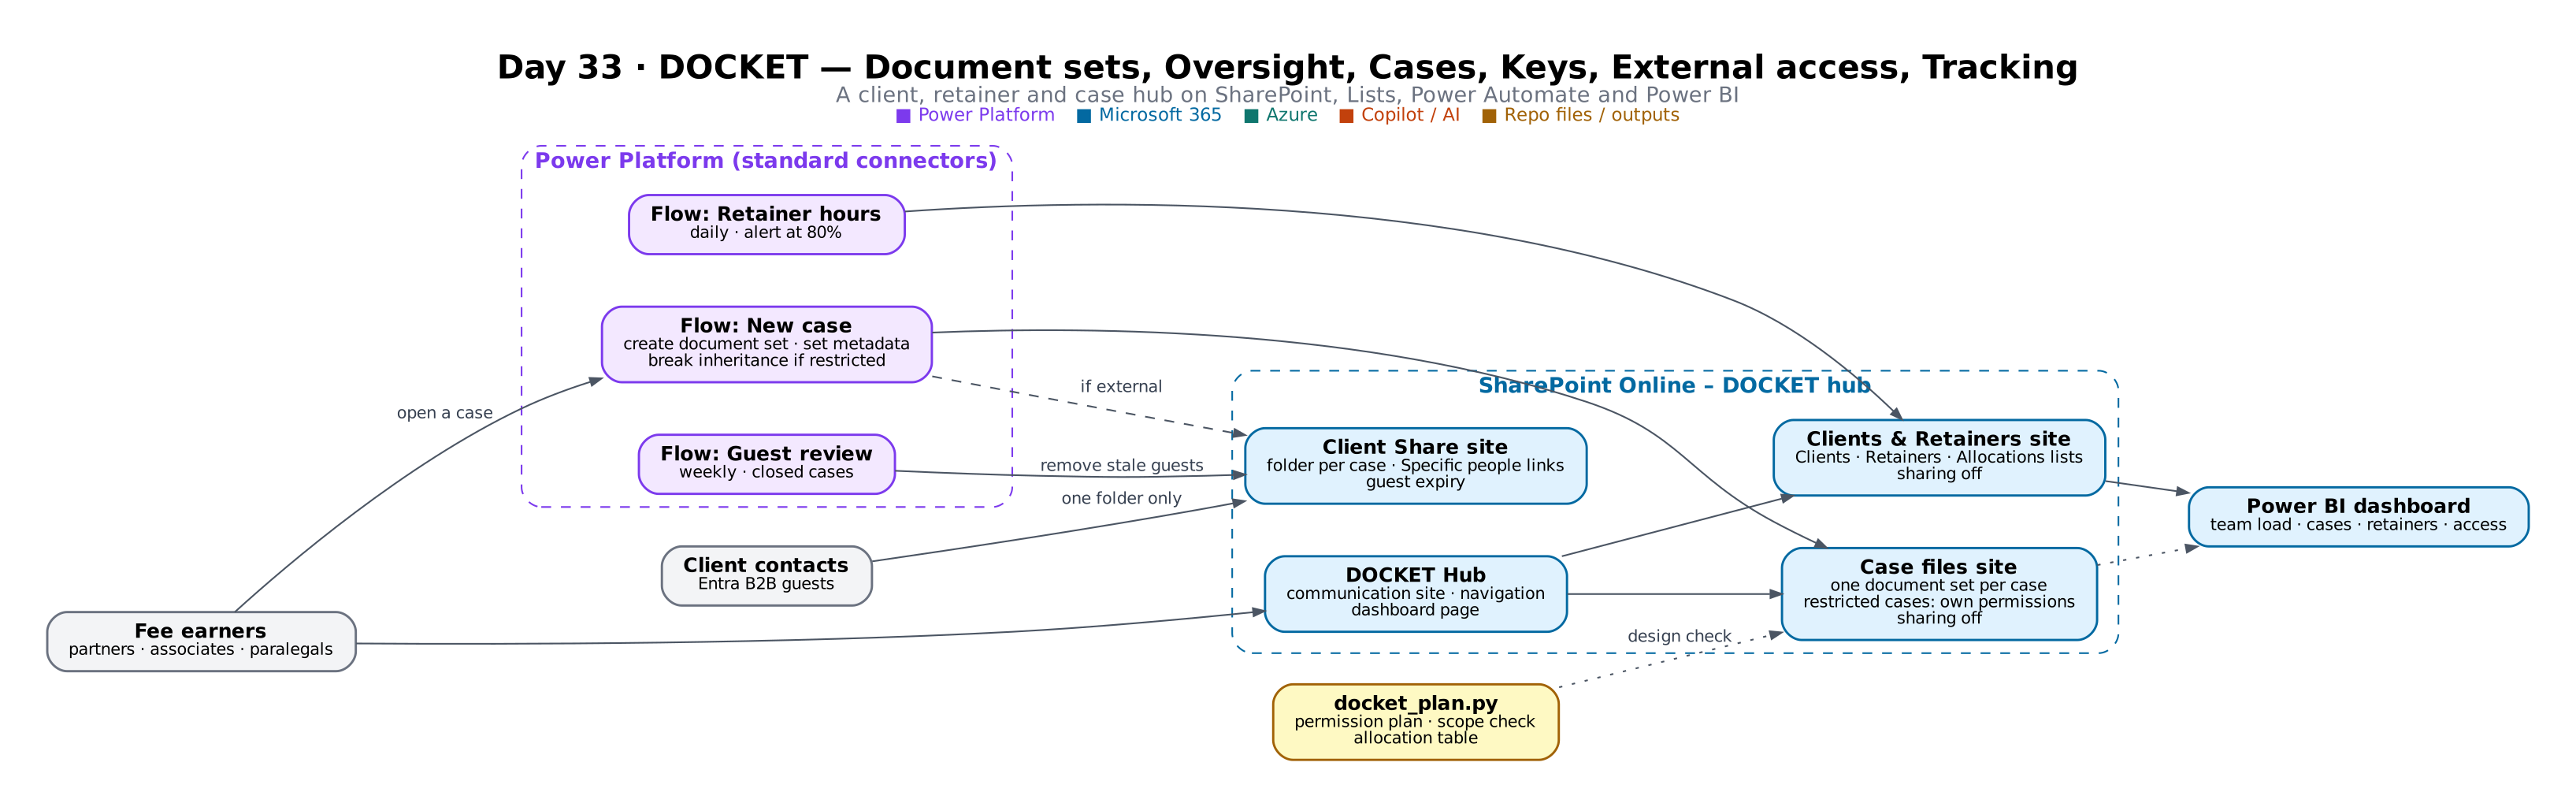 Day 33 · DOCKET — Document sets, Oversight, Cases, Keys, External access, Tracking
A client, retainer and case hub on SharePoint, Lists, Power Automate and Power BI
Power Platform
Microsoft 365
Azure
Copilot / AI
Repo files / outputs
Power Platform (standard connectors)
Flow: Retainer hours
daily · alert at 80%
Flow: New case
create document set · set metadata
break inheritance if restricted
Flow: Guest review
weekly · closed cases
open a case
if external
remove stale guests
one folder only
Client contacts
Entra B2B guests
Fee earners
partners · associates · paralegals
SharePoint Online – DOCKET hub
Client Share site
folder per case · Specific people links
guest expiry
Clients & Retainers site
Clients · Retainers · Allocations lists
sharing off
DOCKET Hub
communication site · navigation
dashboard page
Case files site
one document set per case
restricted cases: own permissions
sharing off
design check
Power BI dashboard
team load · cases · retainers · access
docket_plan.py
permission plan · scope check
allocation table